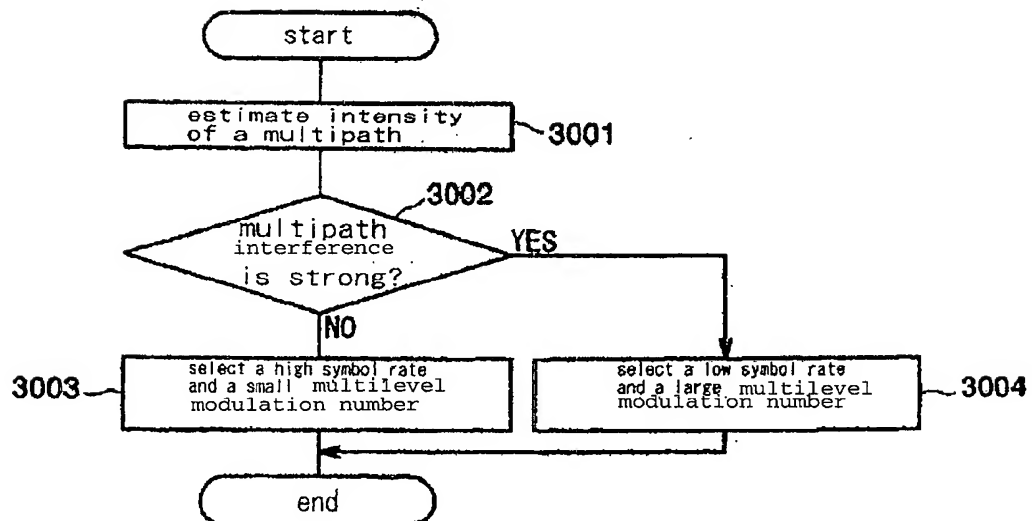 start
estimate intensity
of a multipath
3001
3002
multipath
interference
is strong?
YES
NO
select a high symbol rate
and a small multilevel
modulation number
3003
select a low symbol rate
and a large multilevel
modulation number
3004
end